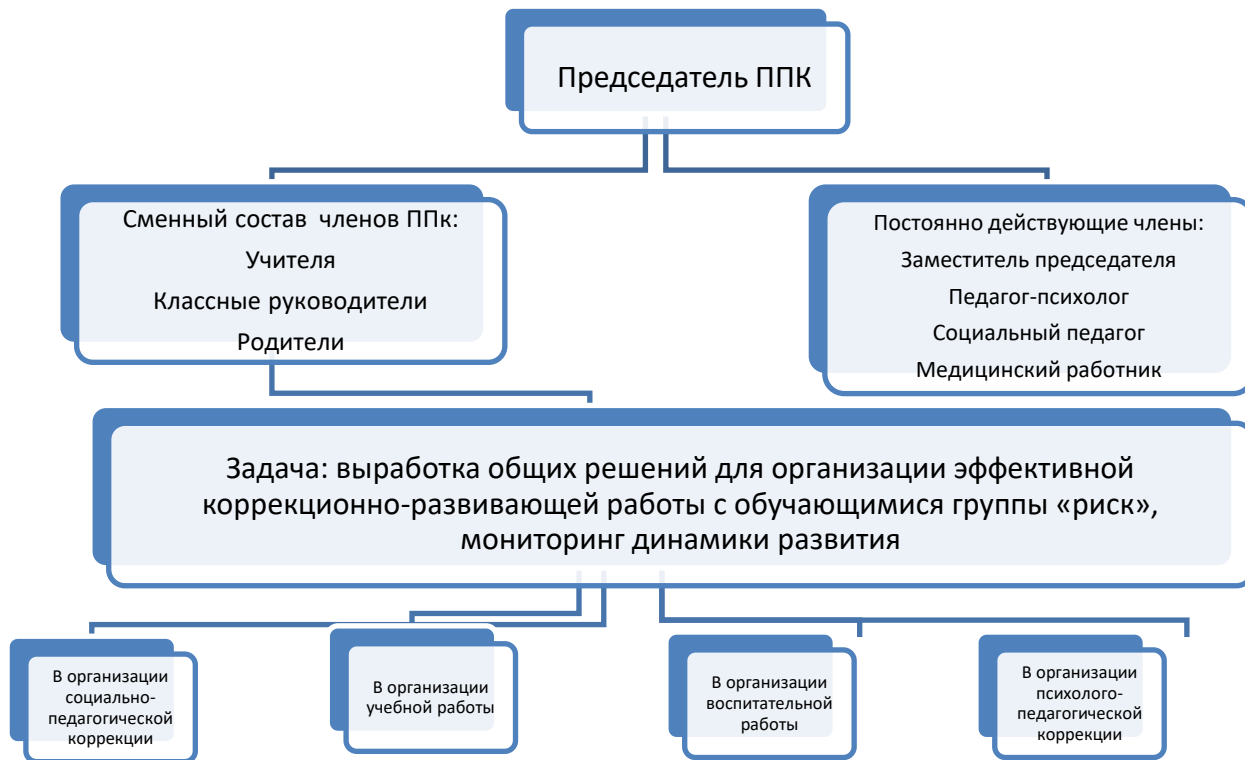 Председатель ППК
Сменный состав членов ППк:
Учителя
Классные руководители
Родители
Постоянно действующие члены:
Заместитель председателя
Педагог-психолог
Социальный педагог
Медицинский работник
Задача: выработка общих решений для организации эффективной
коррекционно-развивающей работы с обучающимися группы «риск»,
мониторинг динамики развития
В организации
социально-
педагогической
коррекции
В организации
учебной работы
В организации
воспитательной
работы
В организации
психолого-
педагогической
коррекции